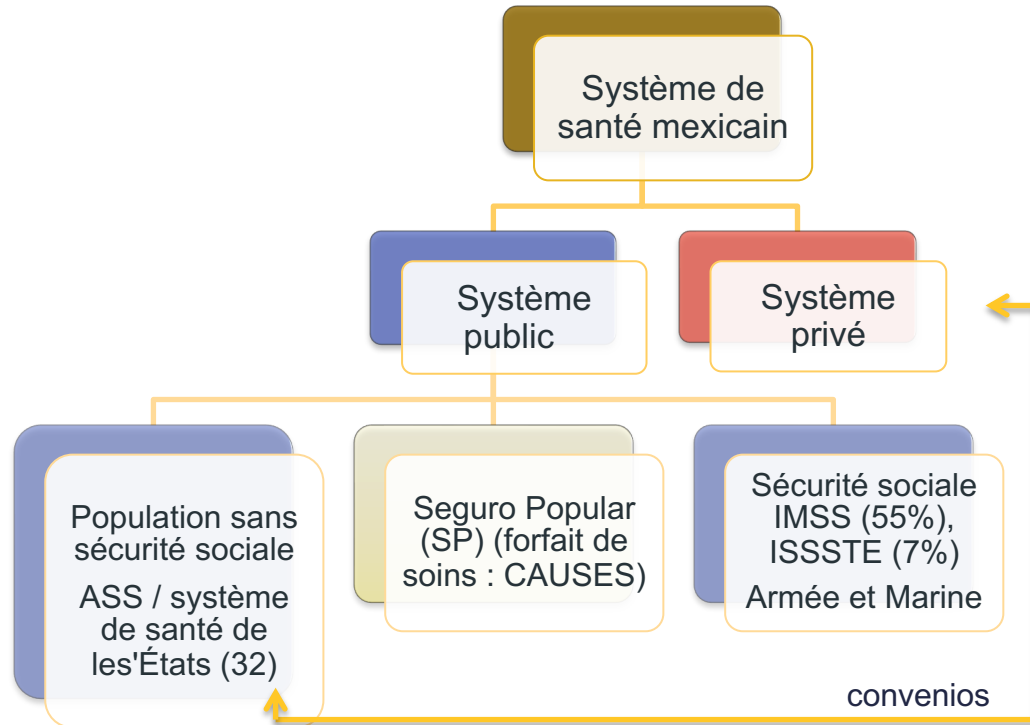 Système de
santé mexicain
Système
public
Système
privé
Population sans
sécurité sociale
ASS / système
de santé de
les'États (32)
Seguro Popular
(SP) (forfait de
soins : CAUSES)
Sécurité sociale
IMSS (55%),
ISSSTE (7%)
Armée et Marine
convenios